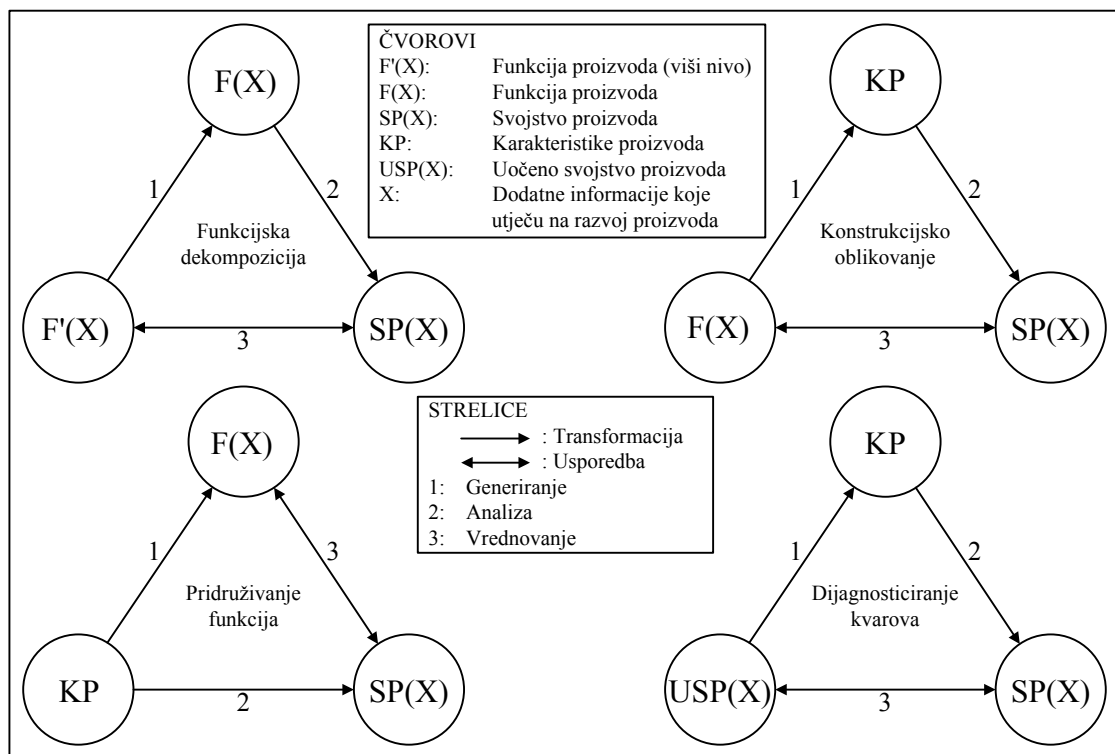 F(X)
1
2
Funkcijska
dekompozicija
F'(X)
3
SP(X)
ČVOROVI
F'(X): Funkcija proizvoda (viši nivo)
F(X): Funkcija proizvoda
SP(X): Svojstvo proizvoda
KP: Karakteristike proizvoda
USP(X): Uočeno svojstvo proizvoda
X: Dodatne informacije koje
utječu na razvoj proizvoda
KP
1
2
Konstrukcijsko
oblikovanje
F(X)
3
SP(X)
F(X)
1
3
Pridruživanje
funkcija
KP
2
SP(X)
STRELICE
: Transformacija
: Usporedba
1: Generiranje
2: Analiza
3: Vrednovanje
KP
1
2
Dijagnosticiranje
kvarova
USP(X)
3
SP(X)